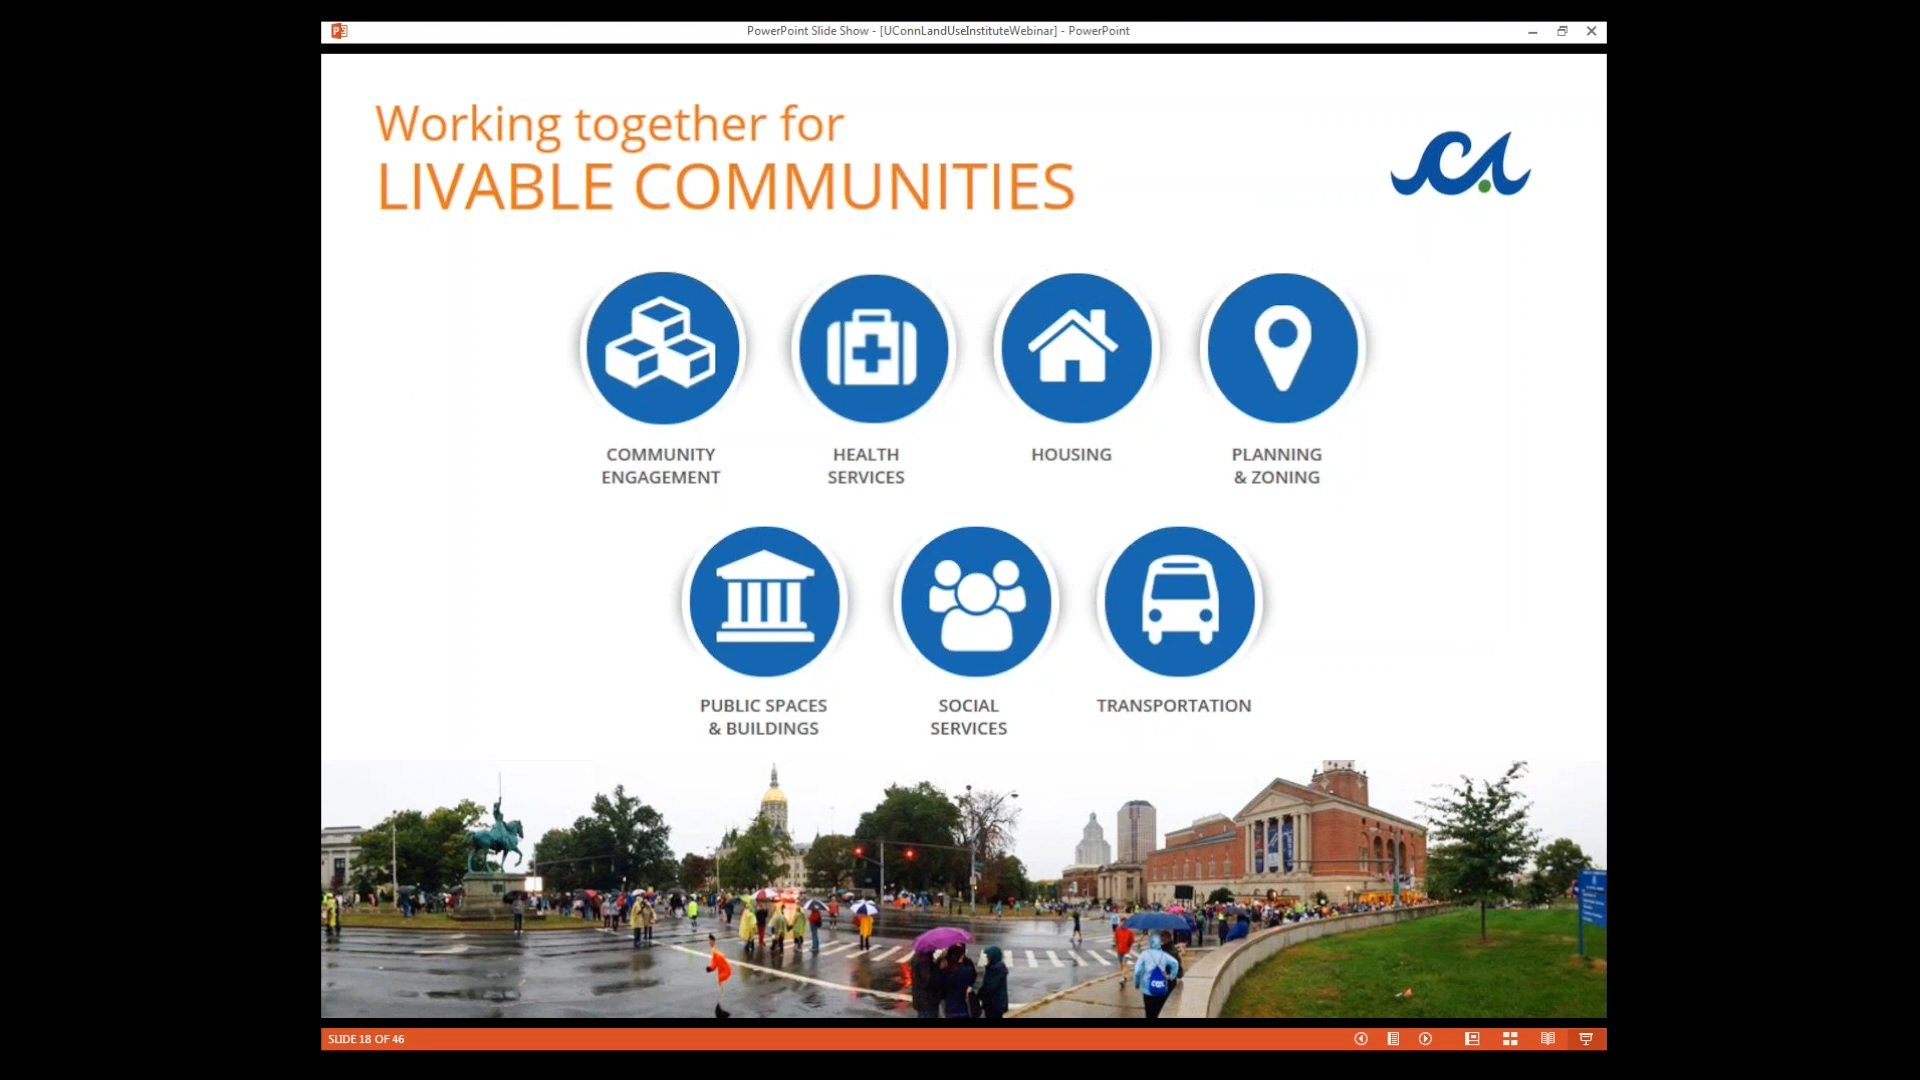 PowerPoint Slide Show - [UConnLandUseInstituteWebinar] - PowerPoint
Working together for
LIVABLE COMMUNITIES
COMMUNITY
ENGAGEMENT
HEALTH
SERVICES
HOUSING
PLANNING
& ZONING
PUBLIC SPACES
& BUILDINGS
SOCIAL
SERVICES
TRANSPORTATION
SLIDE 18 OF 46